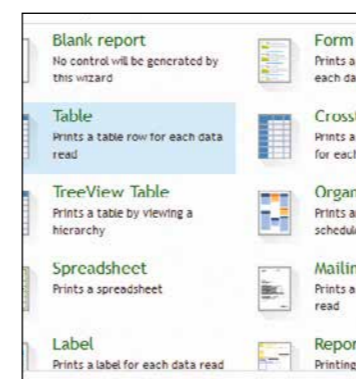 Blank report
No control will be generated by
this wizard
Table
Prints a table row for each data
read
TreeView Table
Prints a table by viewing a
hierarchy
Spreadsheet
Prints a spreadsheet
Label
Prints a label for each data read
Form
Prints a
each da
Cross
Prints a
for each
Organ
Prints a
schedul
Mailin
Prints a
read
Repor
Printing